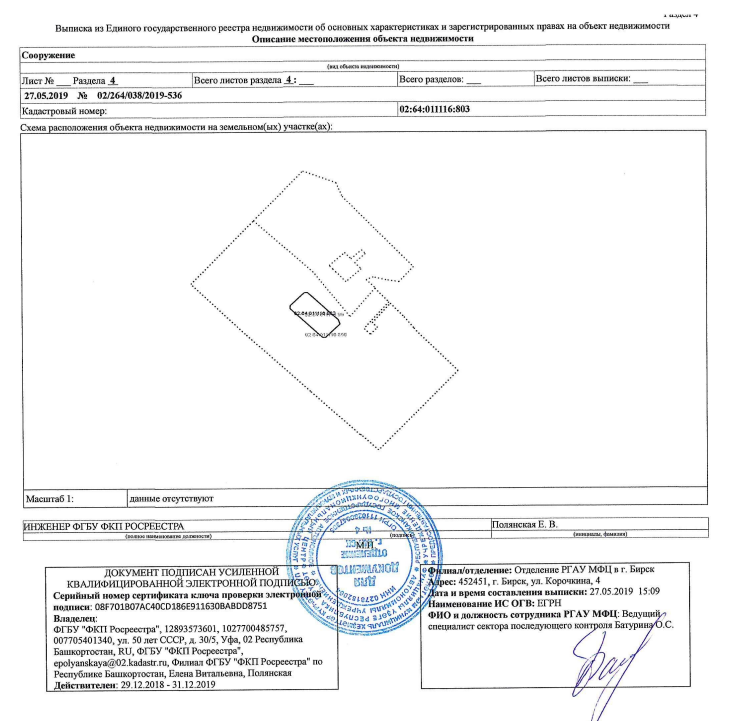 Раздел 4
Выписка из Единого государственного реестра недвижимости об основных характеристиках и зарегистрированных правах на объект недвижимости
Описание местоположения объекта недвижимости
Сооружение
(вид объекта недвижимости)
Лист № ___ Раздела 4 Всего листов раздела 4 : ___ Всего разделов: ___ Всего листов выписки: ___
27.05.2019 № 02/264/038/2019-536
Кадастровый номер: 02:64:011116:803
Схема расположения объекта недвижимости на земельном(ых) участке(ах):
Масштаб 1: данные отсутствуют
ИНЖЕНЕР ФГБУ ФКП РОСРЕЕСТРА Полянская Е. В.
(полное наименование должности) (подпись) (инициалы, фамилия)
М.П.
ДОКУМЕНТ ПОДПИСАН УСИЛЕННОЙ
КВАЛИФИЦИРОВАННОЙ ЭЛЕКТРОННОЙ ПОДПИСЬЮ
Серийный номер сертификата ключа проверки электронной
подписи: 08F701B07AC40CD186E911630BABDD8751
Владелец:
ФГБУ "ФКП Росреестра", 12893573601, 1027700485757,
007705401340, ул. 50 лет СССР, д. 30/5, Уфа, 02 Республика
Башкортостан, RU, ФГБУ "ФКП Росреестра",
epolyanskaya@02.kadastr.ru, Филиал ФГБУ "ФКП Росреестра" по
Республике Башкортостан, Елена Витальевна, Полянская
Действителен: 29.12.2018 - 31.12.2019
Филиал/отделение: Отделение РГАУ МФЦ в г. Бирск
Адрес: 452451, г. Бирск, ул. Корочкина, 4
Дата и время составления выписки: 27.05.2019 15:09
Наименование ИС ОГВ: ЕГРН
ФИО и должность сотрудника РГАУ МФЦ: Ведущий
специалист сектора последующего контроля Батурина О.С.
ДЛЯ
ДОКУМЕНТОВ
ОТДЕЛЕНИЕ
№ 4